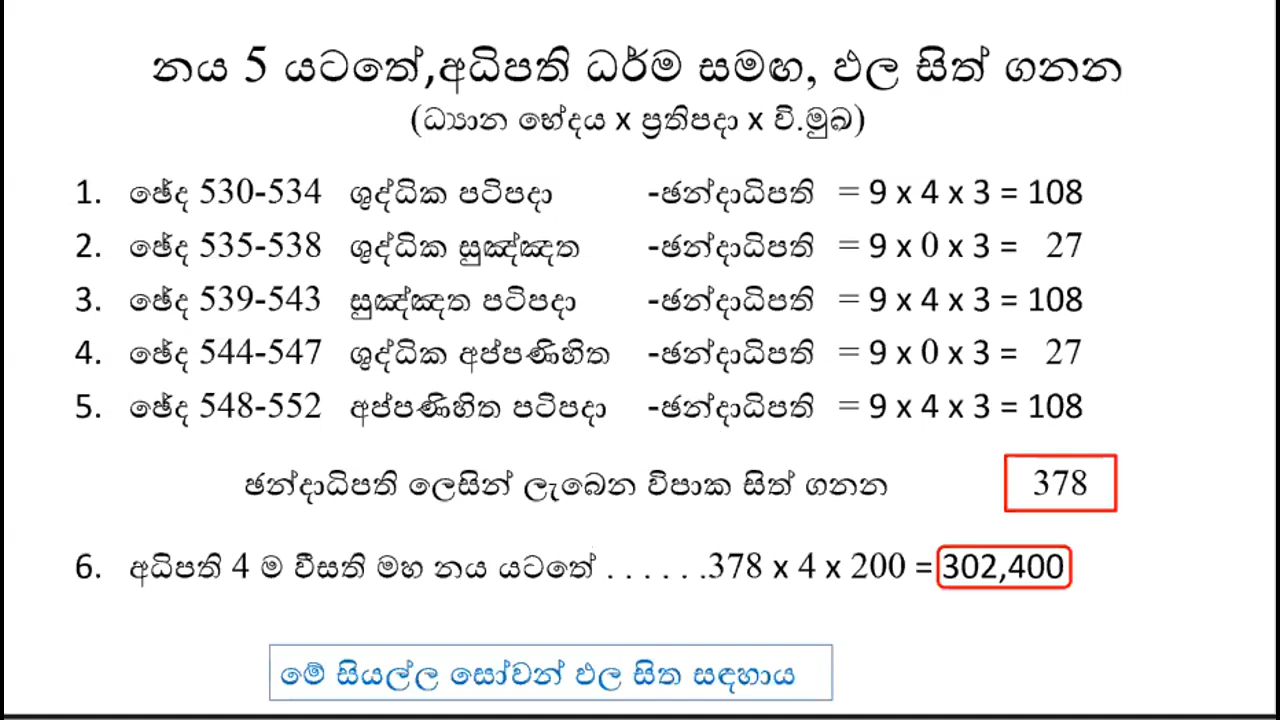 නය 5 යටතේ,අධිපති ධර්ම සමඟ, ඵල සිත් ගනන
(ධ්‍යාන භේදය x ප්‍රතිපදා x වි.මුඛ)
1. ඡේද 530-534 ශුද්ධික පටිපදා -ඡන්දාධිපති = 9 x 4 x 3 = 108
2. ඡේද 535-538 ශුද්ධික සුඤ්ඤත -ඡන්දාධිපති = 9 x 0 x 3 = 27
3. ඡේද 539-543 සුඤ්ඤත පටිපදා -ඡන්දාධිපති = 9 x 4 x 3 = 108
4. ඡේද 544-547 ශුද්ධික අප්පණිහිත -ඡන්දාධිපති = 9 x 0 x 3 = 27
5. ඡේද 548-552 අප්පණිහිත පටිපදා -ඡන්දාධිපති = 9 x 4 x 3 = 108
ඡන්දාධිපති ලෙසින් ලැබෙන විපාක සිත් ගනන 378
6. අධිපති 4 ම වීසති මහ නය යටතේ . . . . . .378 x 4 x 200 = 302,400
මේ සියල්ල සෝවන් ඵල සිත සඳහාය